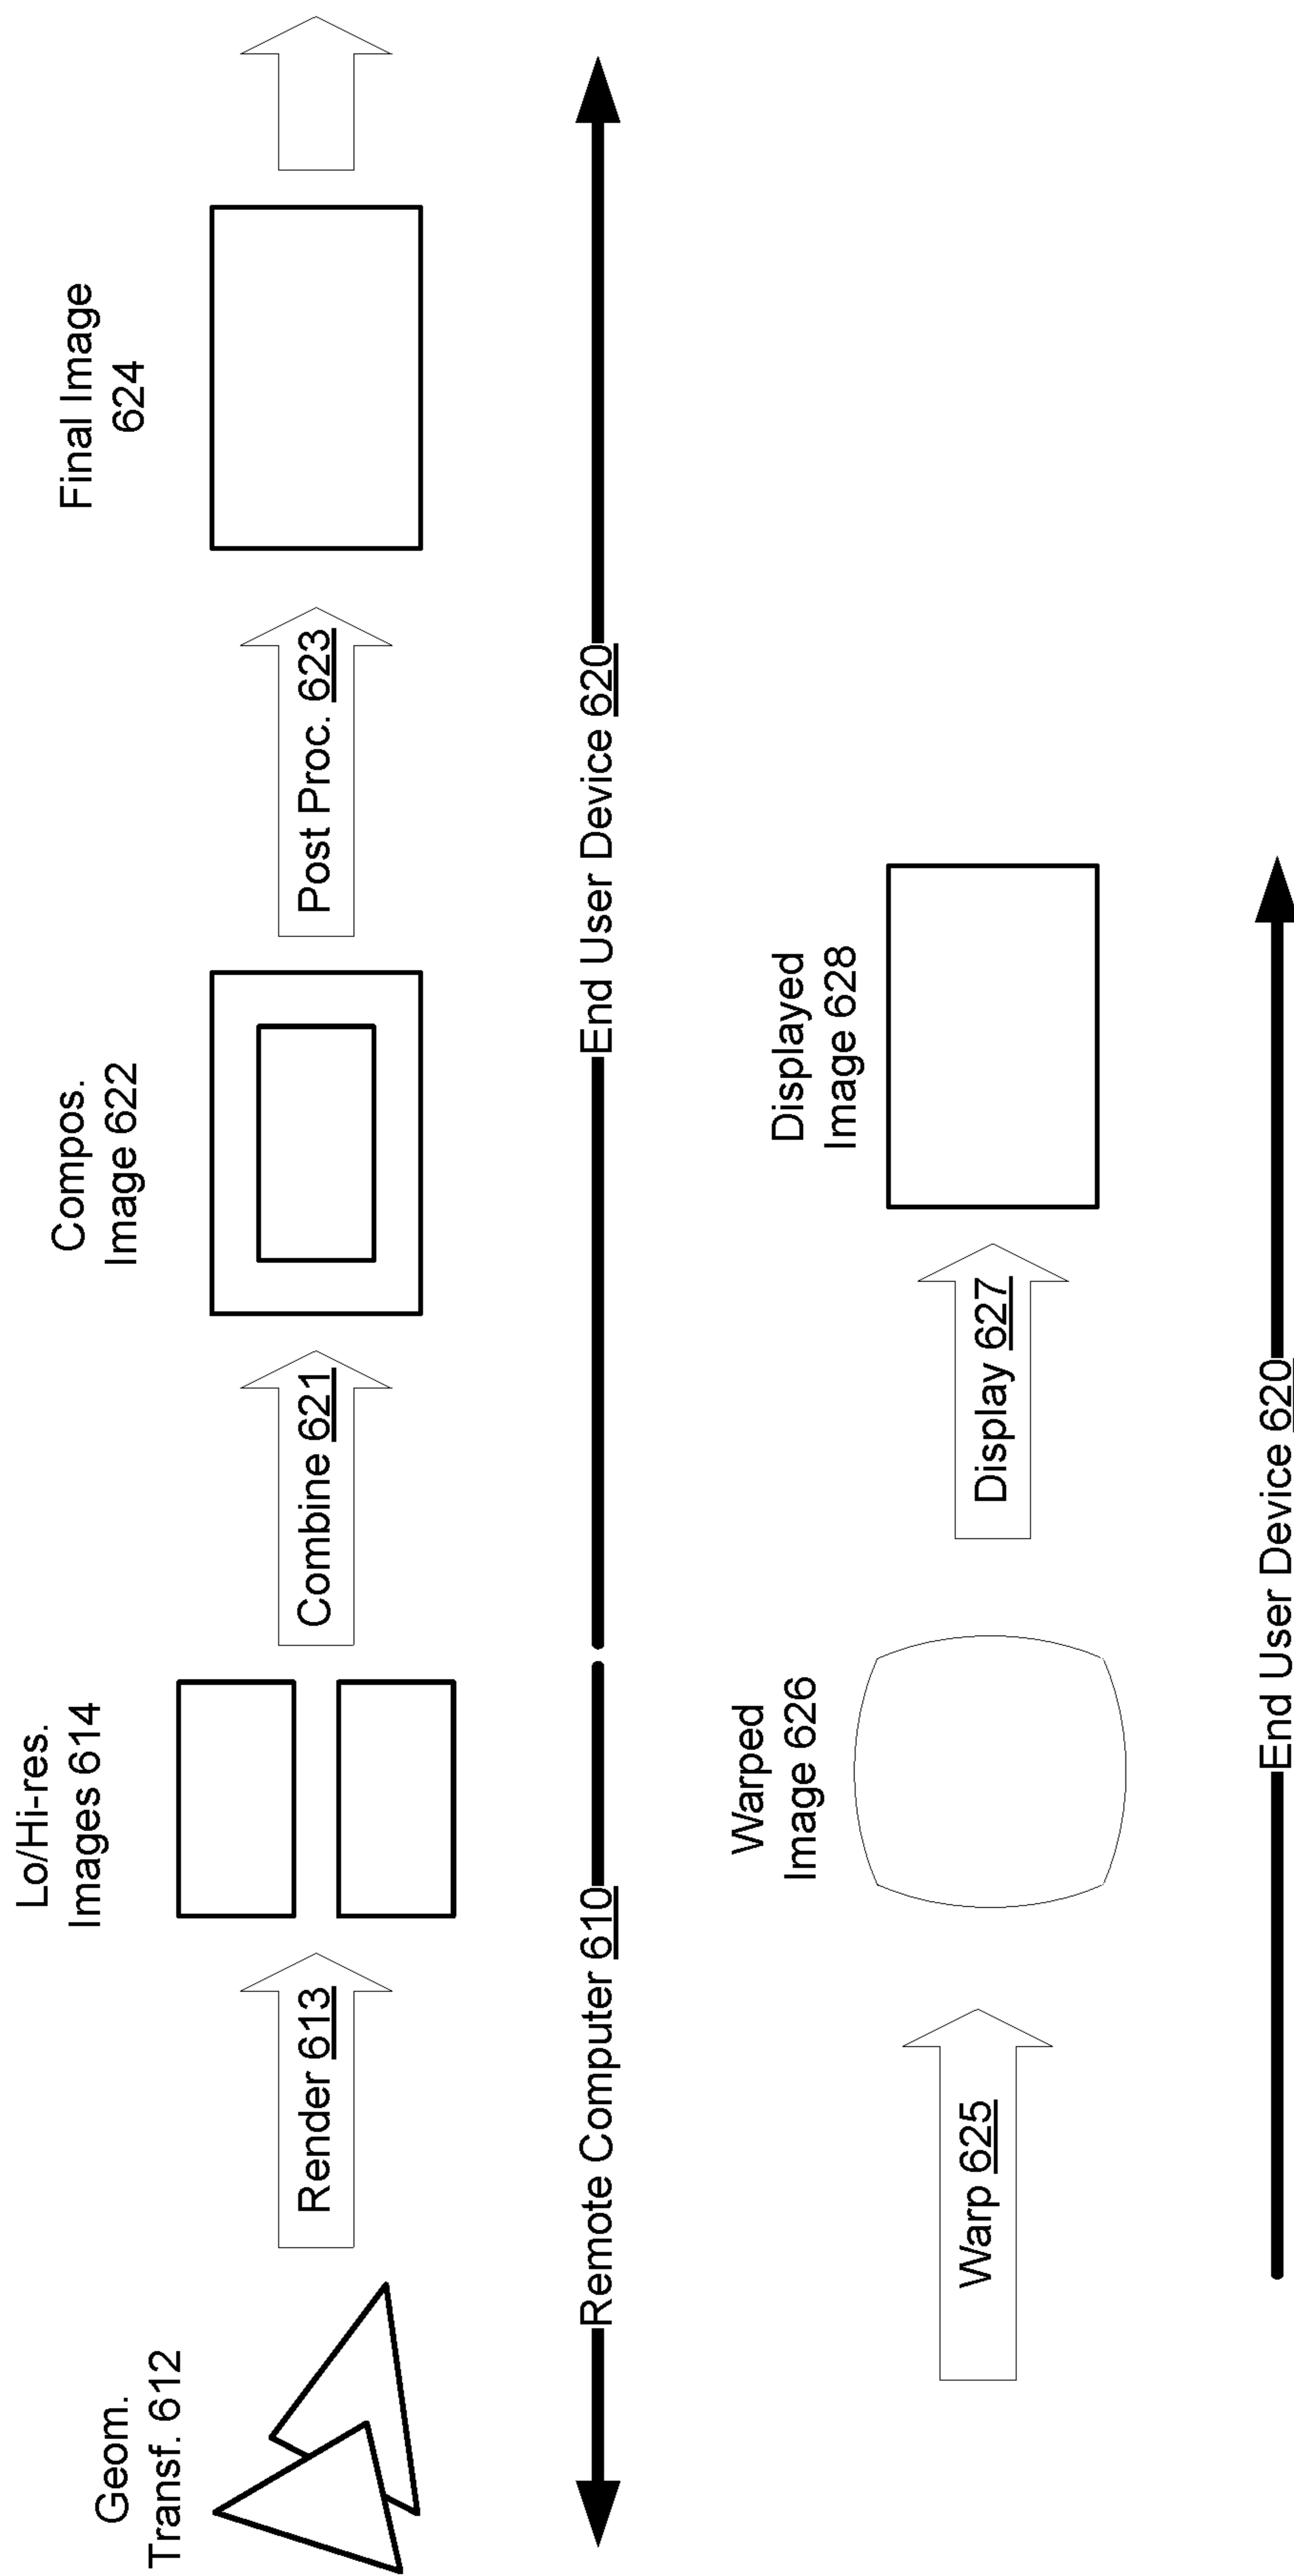 Geom.
Transf. 612
Render 613
Lo/Hi-res.
Images 614
Combine 621
Compos.
Image 622
Post Proc. 623
Final Image
624
Remote Computer 610
End User Device 620
Warp 625
Warped
Image 626
Display 627
Displayed
Image 628
End User Device 620